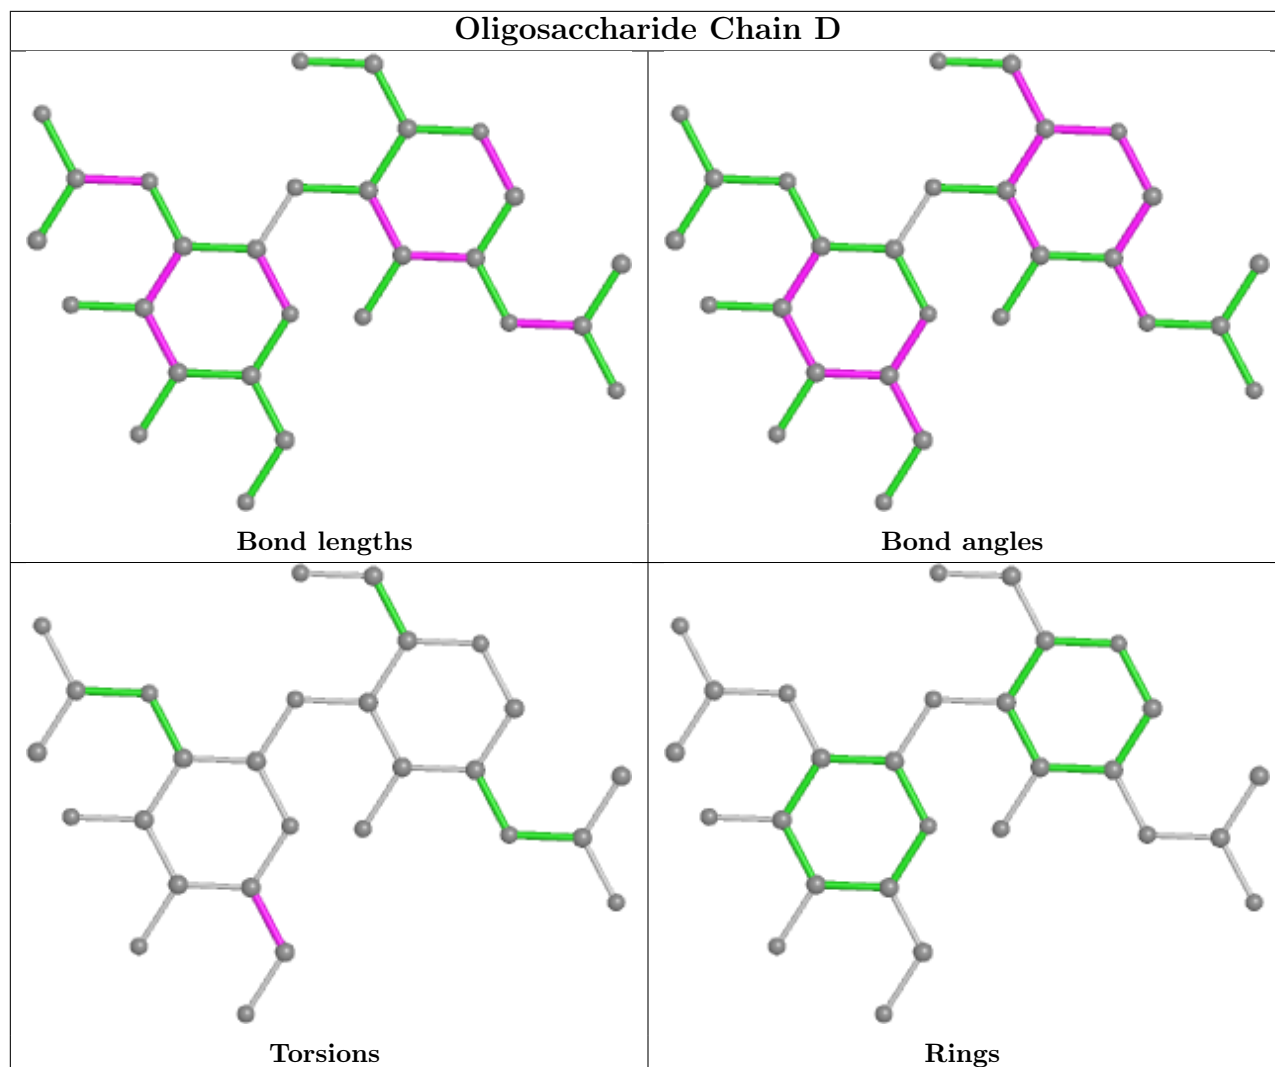 Oligosaccharide Chain D
Bond lengths
Bond angles
Torsions
Rings